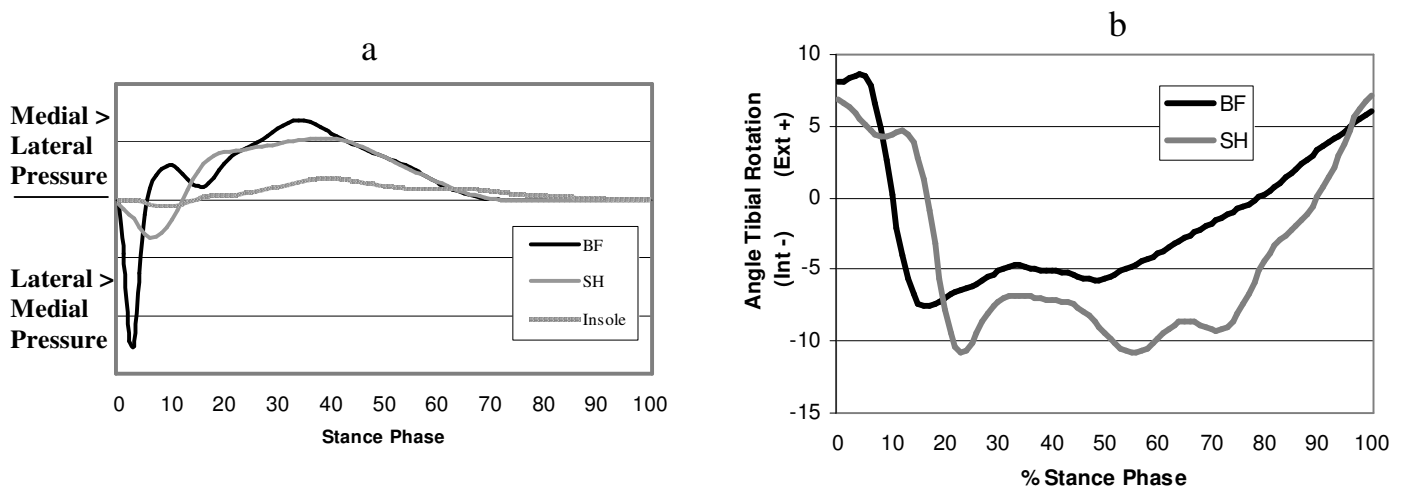 a
Medial >
Lateral
Pressure
Lateral >
Medial
Pressure
BF
SH
Insole
0 10 20 30 40 50 60 70 80 90 100
Stance Phase
b
Angle Tibial Rotation
(Int -) (Ext +)
10
5
0
-5
-10
-15
BF
SH
0 10 20 30 40 50 60 70 80 90 100
% Stance Phase